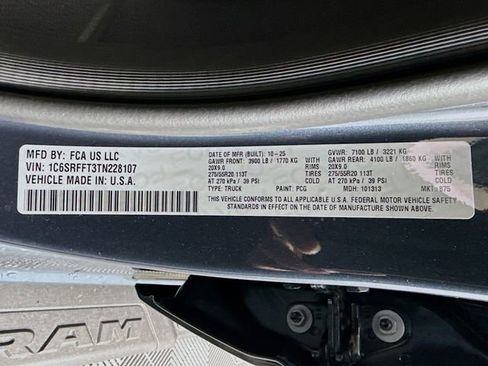 MFD BY: FCA US LLC
VIN: 1C6SRFFT3TN228107
VEHICLE MADE IN: U.S.A.
DATE OF MFR (BUILT): 10-25 GVWR: 7100 LB / 3221 KG
GAWR FRONT: 3900 LB / 1770 KG WITH GAWR REAR: 4100 LB / 1860 KG WITH
20X9.0 RIMS 20X9.0 RIMS
275/55R20 113T TIRES 275/55R20 113T TIRES
AT 270 kPa / 39 PSI AT 270 kPa / 39 PSI
TYPE: TRUCK PAINT: PCG MDH: 101313 MKT: 875
THIS VEHICLE CONFORMS TO ALL APPLICABLE U.S.A. FEDERAL MOTOR VEHICLE SAFETY
STANDARDS IN EFFECT ON THE DATE OF MANUFACTURE SHOWN ABOVE.
RAM